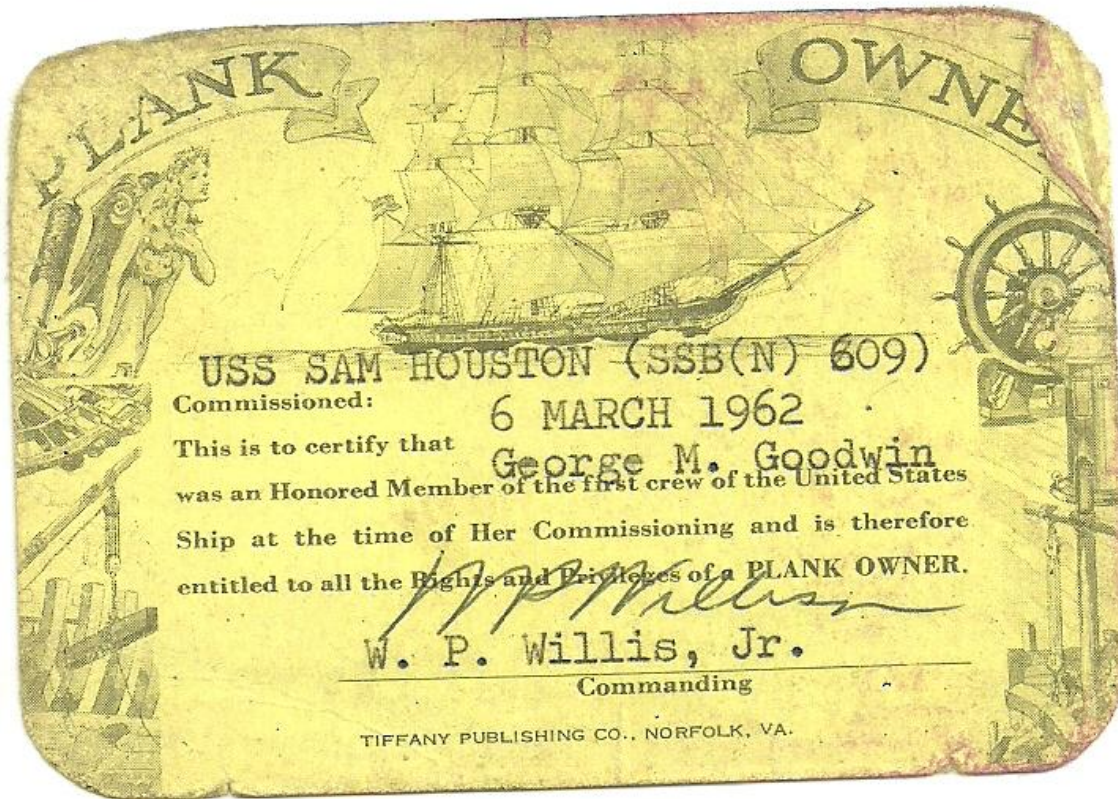 PLANK OWNE
USS SAM HOUSTON (SSB(N) 609)
Commissioned: 6 MARCH 1962
This is to certify that George M. Goodwin
was an Honored Member of the first crew of the United States
Ship at the time of Her Commissioning and is therefore
entitled to all the Rights and Privileges of a PLANK OWNER.
W P Willis Jr
W. P. Willis, Jr.
Commanding
TIFFANY PUBLISHING CO., NORFOLK, VA.